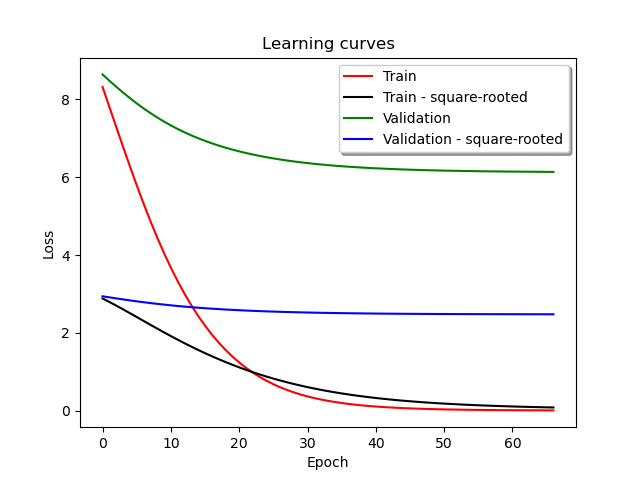 Learning curves
Train
Train - square-rooted
Validation
Validation - square-rooted
8
6
4
2
0
Loss
0 10 20 30 40 50 60
Epoch